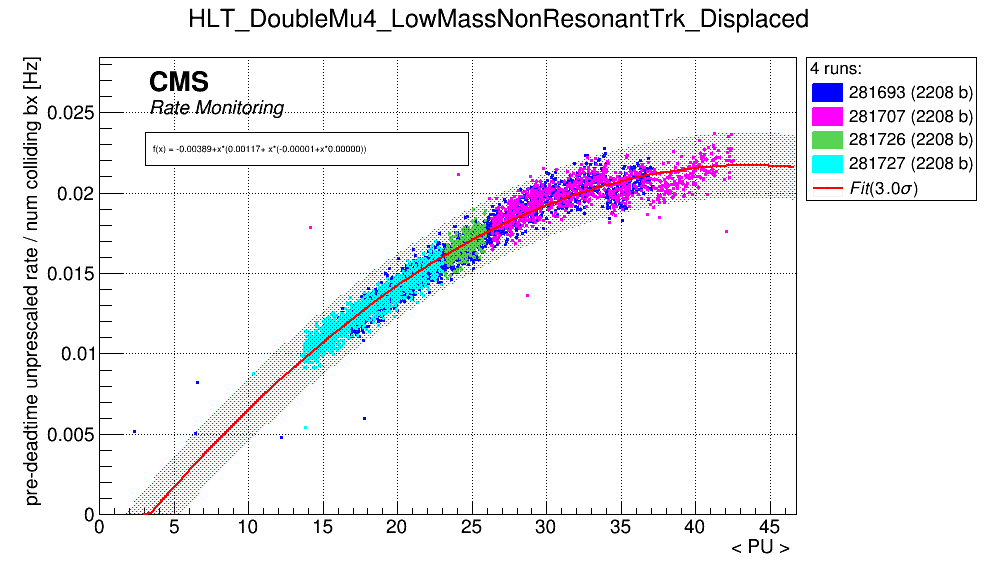 HLT_DoubleMu4_LowMassNonResonantTrk_Displaced
pre-deadtime unprescaled rate / num colliding bx [Hz]
CMS
Rate Monitoring
f(x) = -0.00389+x*(0.00117+ x*(-0.00001+x*0.00000))
0.025
0.02
0.015
0.01
0.005
0
0 5 10 15 20 25 30 35 40 45
< PU >
4 runs:
281693 (2208 b)
281707 (2208 b)
281726 (2208 b)
281727 (2208 b)
Fit(3.0σ)